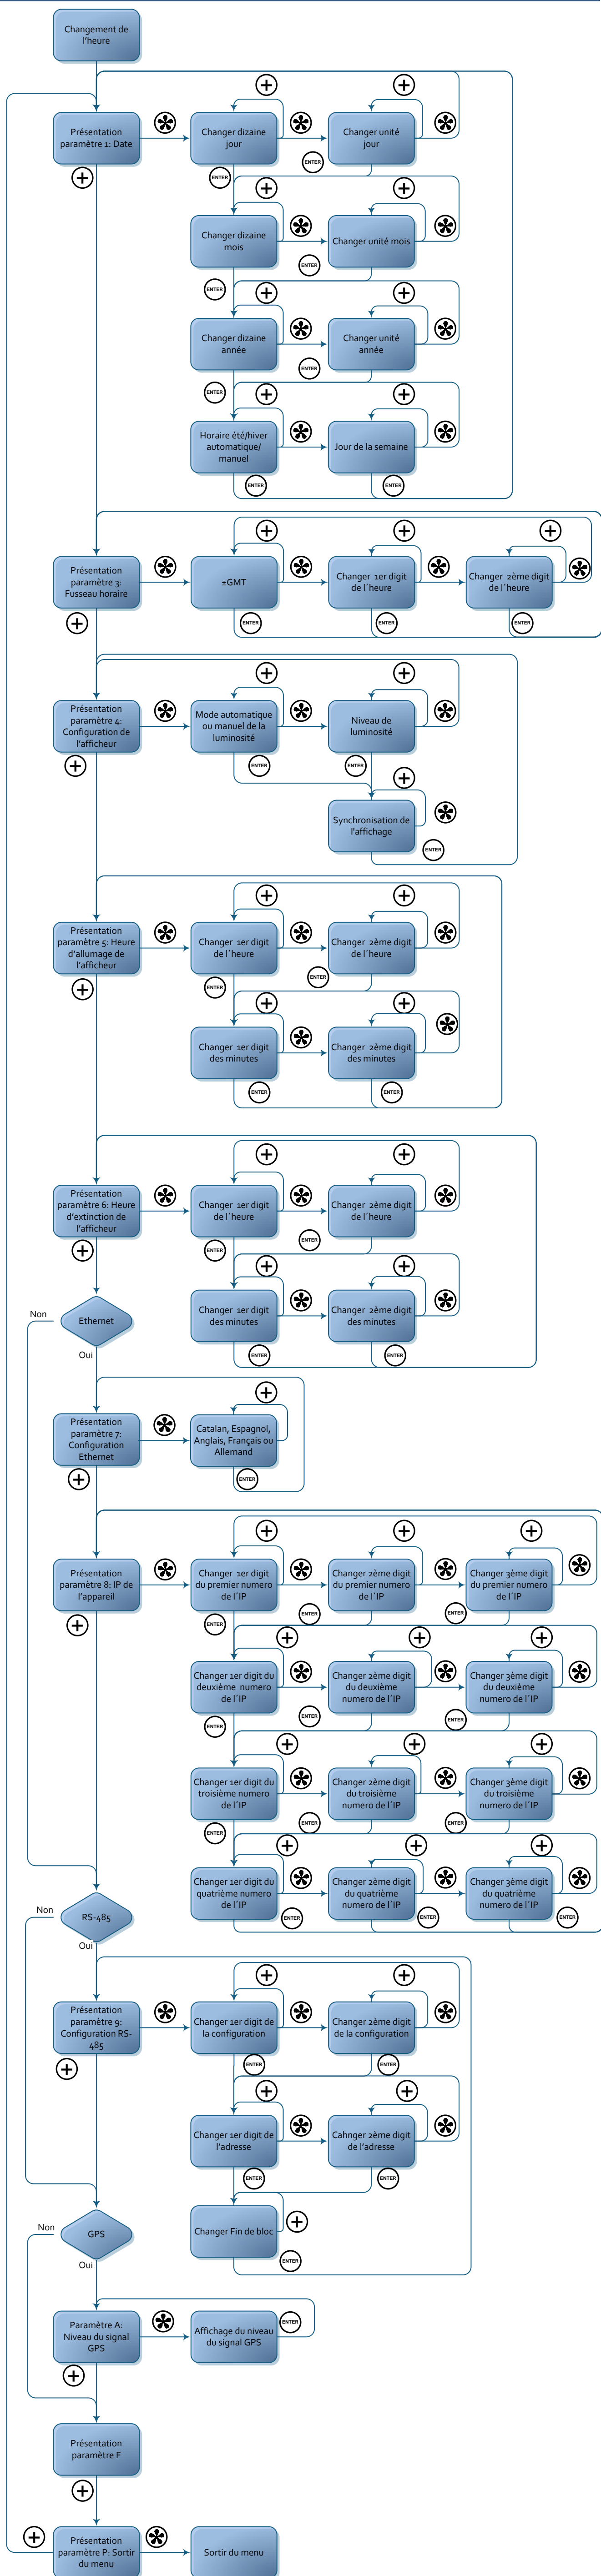 Changement de
l'heure
Présentation
paramètre 1: Date
Changer dizaine
jour
Changer unité
jour
ENTER
ENTER
Changer dizaine
mois
Changer unité mois
ENTER
ENTER
Changer dizaine
année
Changer unité
année
ENTER
ENTER
Horaire été/hiver
automatique/
manuel
Jour de la semaine
ENTER
ENTER
Présentation
paramètre 3:
Fusseau horaire
±GMT
Changer 1er digit
de l´heure
Changer 2ème digit
de l´heure
ENTER
ENTER
ENTER
Présentation
paramètre 4:
Configuration de
l'afficheur
Mode automatique
ou manuel de la
luminosité
Niveau de
luminosité
ENTER
ENTER
Synchronisation de
l'affichage
ENTER
Présentation
paramètre 5: Heure
d'allumage de
l'afficheur
Changer 1er digit
de l´heure
Changer 2ème digit
de l´heure
ENTER
ENTER
Changer 1er digit
des minutes
Changer 2ème digit
des minutes
ENTER
ENTER
Présentation
paramètre 6: Heure
d'extinction de
l'afficheur
Changer 1er digit
de l´heure
Changer 2ème digit
de l´heure
ENTER
ENTER
Changer 1er digit
des minutes
Changer 2ème digit
des minutes
ENTER
ENTER
Ethernet
Non
Oui
Présentation
paramètre 7:
Configuration
Ethernet
Catalan, Espagnol,
Anglais, Français ou
Allemand
ENTER
Présentation
paramètre 8: IP de
l'appareil
Changer 1er digit
du premier numero
de l´IP
Changer 2ème digit
du premier numero
de l´IP
Changer 3ème digit
du premier numero
de l´IP
ENTER
ENTER
ENTER
Changer 1er digit du
deuxième numero
de l´IP
Changer 2ème digit
du deuxième
numero de l´IP
Changer 3ème digit
du deuxième
numero de l´IP
ENTER
ENTER
ENTER
Changer 1er digit du
troisième numero
de l´IP
Changer 2ème digit
du troisième
numero de l´IP
Changer 3ème digit
du troisième
numero de l´IP
ENTER
ENTER
ENTER
Changer 1er digit du
quatrième numero
de l´IP
Changer 2ème digit
du quatrième
numero de l´IP
Changer 3ème digit
du quatrième
numero de l´IP
ENTER
ENTER
ENTER
RS-485
Non
Oui
Présentation
paramètre 9:
Configuration RS-
485
Changer 1er digit de
la configuration
Changer 2ème digit
de la configuration
ENTER
ENTER
Changer 1er digit de
l'adresse
Cahnger 2ème digit
de l'adresse
ENTER
ENTER
Changer Fin de bloc
ENTER
GPS
Non
Oui
Paramètre A:
Niveau du signal
GPS
Affichage du niveau
du signal GPS
ENTER
Présentation
paramètre F
Présentation
paramètre P: Sortir
du menu
Sortir du menu